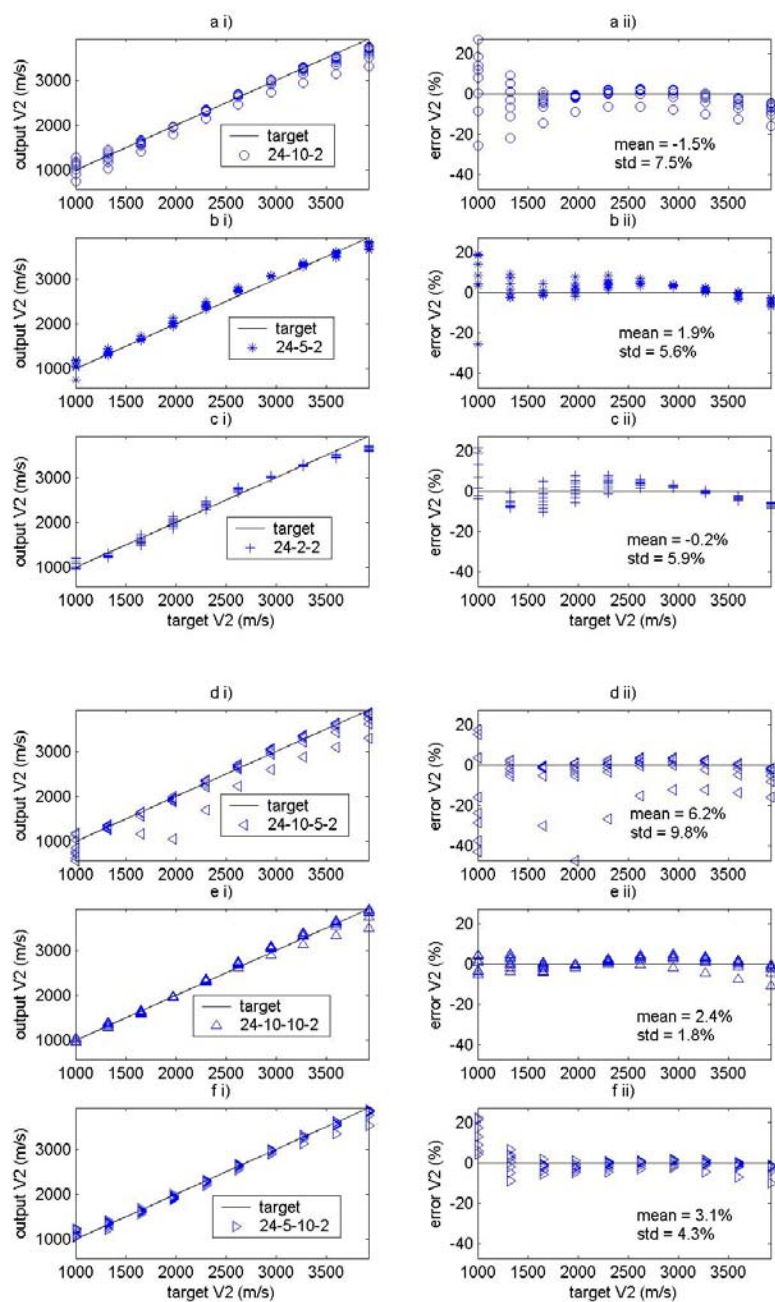 a i)
output V2 (m/s)
3000
2000
1000
target
24-10-2
1000 1500 2000 2500 3000 3500
a ii)
error V2 (%)
20
0
-20
-40
mean = -1.5%
std = 7.5%
1000 1500 2000 2500 3000 3500
b i)
output V2 (m/s)
3000
2000
1000
target
24-5-2
1000 1500 2000 2500 3000 3500
b ii)
error V2 (%)
20
0
-20
-40
mean = 1.9%
std = 5.6%
1000 1500 2000 2500 3000 3500
c i)
output V2 (m/s)
3000
2000
1000
target
24-2-2
1000 1500 2000 2500 3000 3500
target V2 (m/s)
c ii)
error V2 (%)
20
0
-20
-40
mean = -0.2%
std = 5.9%
1000 1500 2000 2500 3000 3500
target V2 (m/s)
d i)
output V2 (m/s)
3000
2000
1000
target
24-10-5-2
1000 1500 2000 2500 3000 3500
d ii)
error V2 (%)
20
0
-20
-40
mean = 6.2%
std = 9.8%
1000 1500 2000 2500 3000 3500
e i)
output V2 (m/s)
3000
2000
1000
target
24-10-10-2
1000 1500 2000 2500 3000 3500
e ii)
error V2 (%)
20
0
-20
-40
mean = 2.4%
std = 1.8%
1000 1500 2000 2500 3000 3500
f i)
output V2 (m/s)
3000
2000
1000
target
24-5-10-2
1000 1500 2000 2500 3000 3500
target V2 (m/s)
f ii)
error V2 (%)
20
0
-20
-40
mean = 3.1%
std = 4.3%
1000 1500 2000 2500 3000 3500
target V2 (m/s)